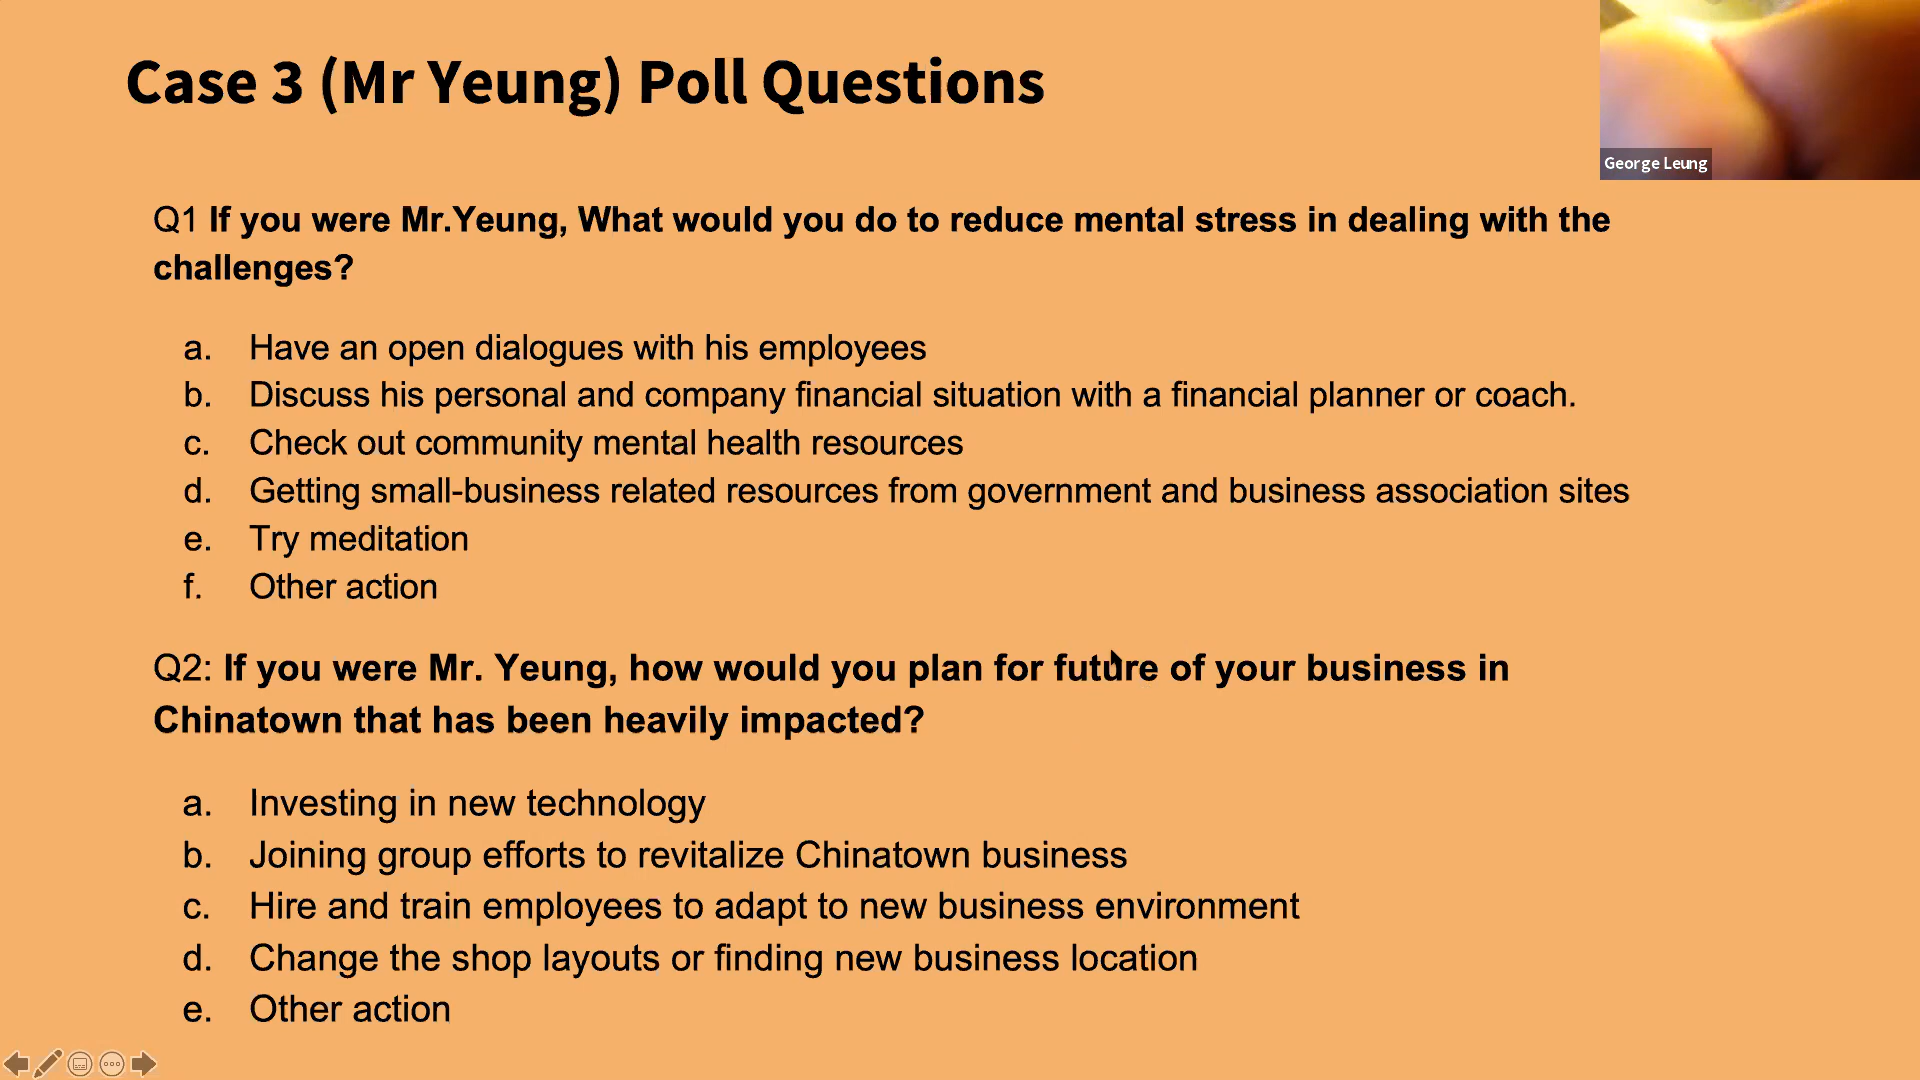 Case 3 (Mr Yeung) Poll Questions
George Leung
Q1 If you were Mr.Yeung, What would you do to reduce mental stress in dealing with the
challenges?
a. Have an open dialogues with his employees
b. Discuss his personal and company financial situation with a financial planner or coach.
c. Check out community mental health resources
d. Getting small-business related resources from government and business association sites
e. Try meditation
f. Other action
Q2: If you were Mr. Yeung, how would you plan for future of your business in
Chinatown that has been heavily impacted?
a. Investing in new technology
b. Joining group efforts to revitalize Chinatown business
c. Hire and train employees to adapt to new business environment
d. Change the shop layouts or finding new business location
e. Other action